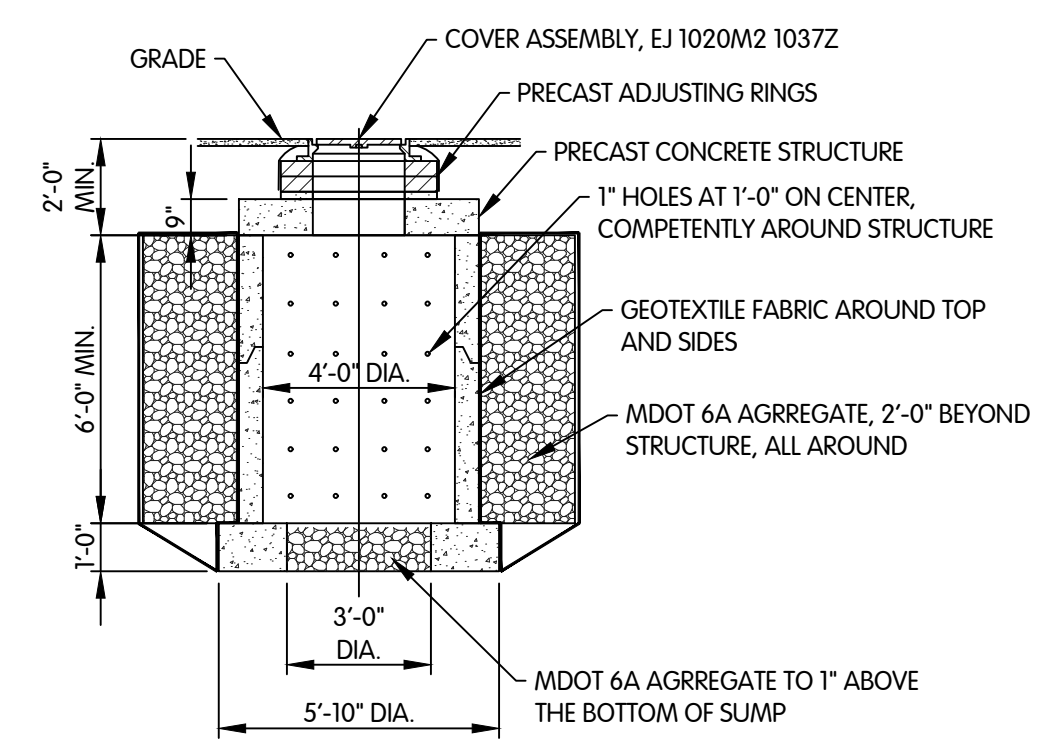 COVER ASSEMBLY, EJ 1020M2 1037Z
GRADE
PRECAST ADJUSTING RINGS
PRECAST CONCRETE STRUCTURE
2'-0"
MIN.
9"
1" HOLES AT 1'-0" ON CENTER,
COMPETENTLY AROUND STRUCTURE
GEOTEXTILE FABRIC AROUND TOP
AND SIDES
6'-0" MIN.
4'-0" DIA.
MDOT 6A AGRREGATE, 2'-0" BEYOND
STRUCTURE, ALL AROUND
1'-0"
3'-0"
DIA.
MDOT 6A AGRREGATE TO 1" ABOVE
THE BOTTOM OF SUMP
5'-10" DIA.